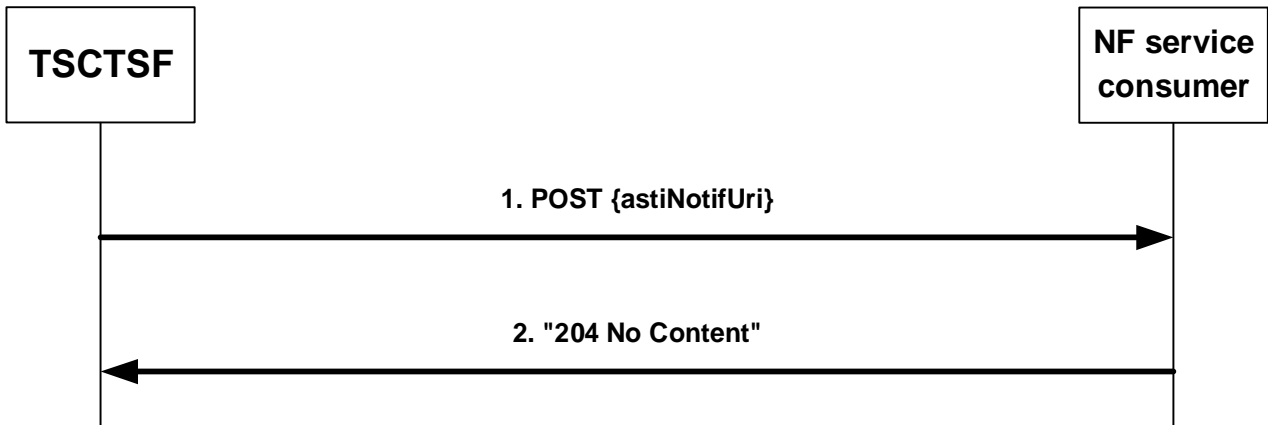 TSCTSF
NF service
consumer
1. POST {astiNotifUri}
2. "204 No Content"